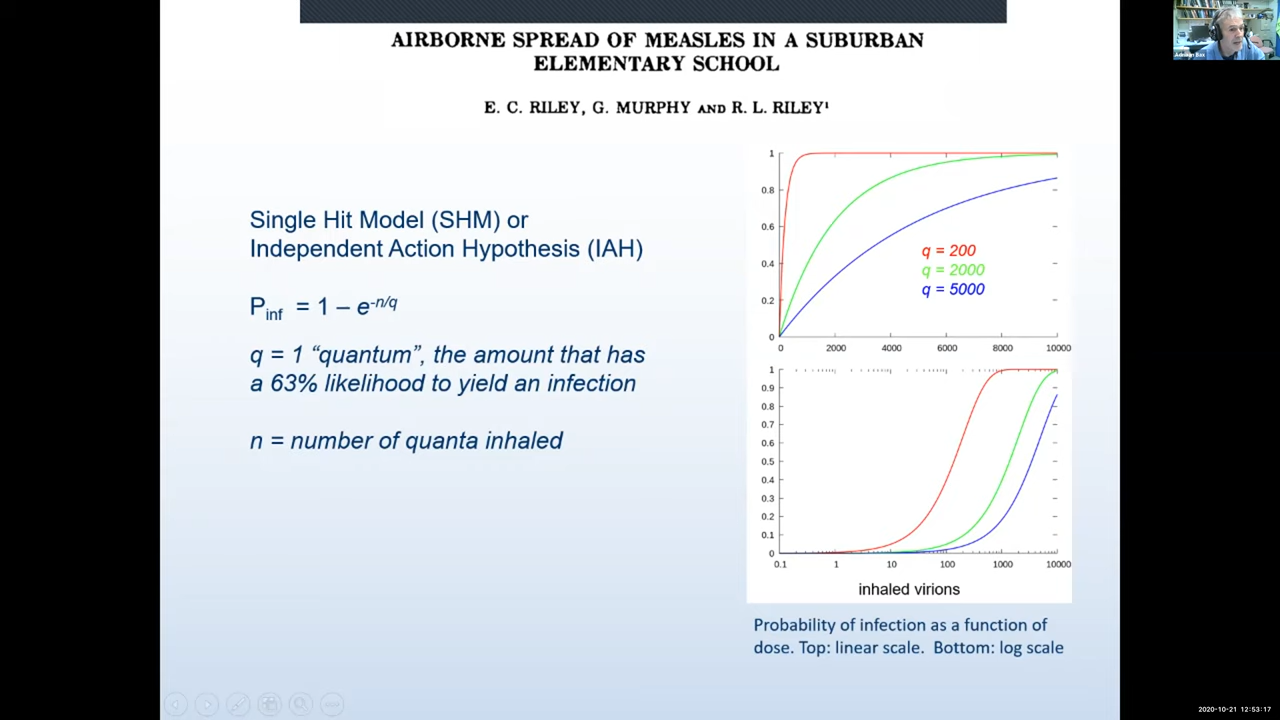 AIRBORNE SPREAD OF MEASLES IN A SUBURBAN
ELEMENTARY SCHOOL
E. C. RILEY, G. MURPHY AND R. L. RILEY¹
Adriaan Bax
Single Hit Model (SHM) or
Independent Action Hypothesis (IAH)
P_inf = 1 – e^-n/q
q = 1 “quantum”, the amount that has
a 63% likelihood to yield an infection
n = number of quanta inhaled
1
0.8
0.6
0.4
0.2
0
q = 200
q = 2000
q = 5000
0 2000 4000 6000 8000 10000
1
0.9
0.8
0.7
0.6
0.5
0.4
0.3
0.2
0.1
0
0.1 1 10 100 1000 10000
inhaled virions
Probability of infection as a function of
dose. Top: linear scale. Bottom: log scale
2020-10-21 12:53:17